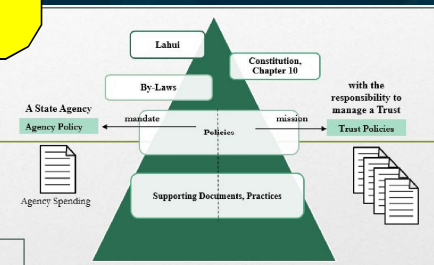 Lahui
Constitution,
Chapter 10
By-Laws
with the
responsibility to
manage a Trust
A State Agency
mandate
mission
Agency Policy
Policies
Trust Policies
Agency Spending
Supporting Documents, Practices